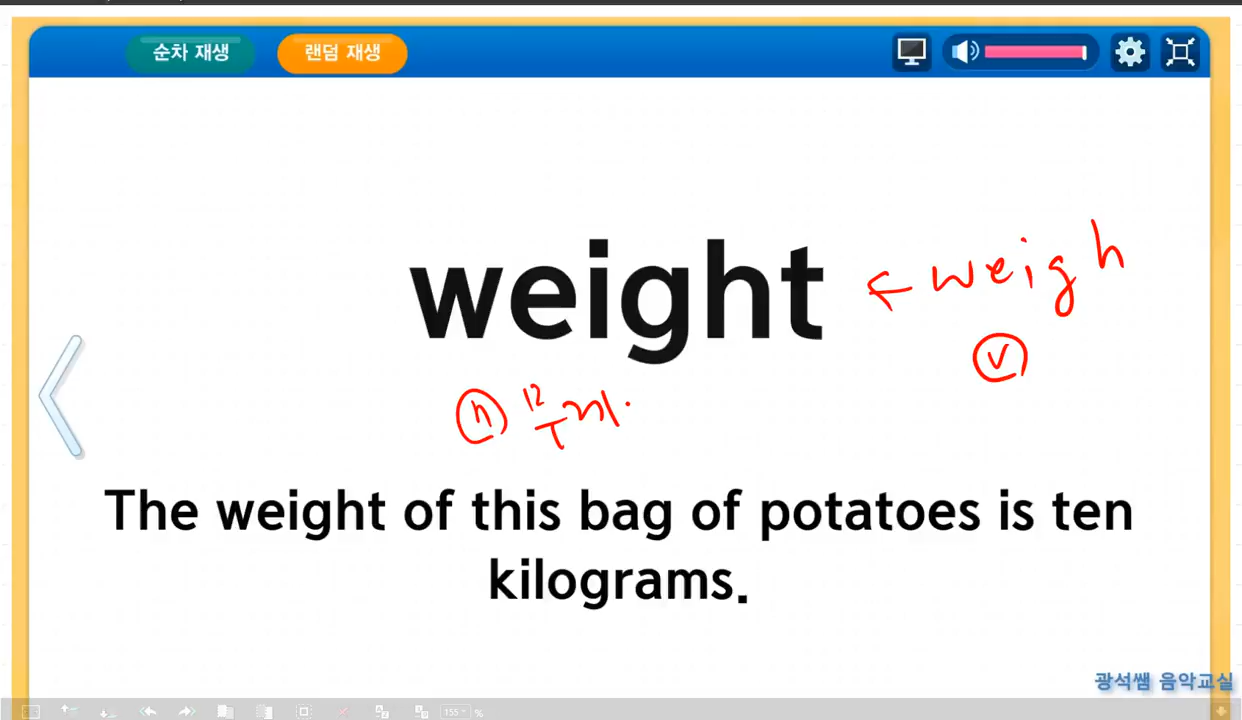 순차 재생 랜덤 재생
weight ← weigh
ⓥ
ⓝ 무게.
The weight of this bag of potatoes is ten
kilograms.
광석쌤 음악교실
155 %